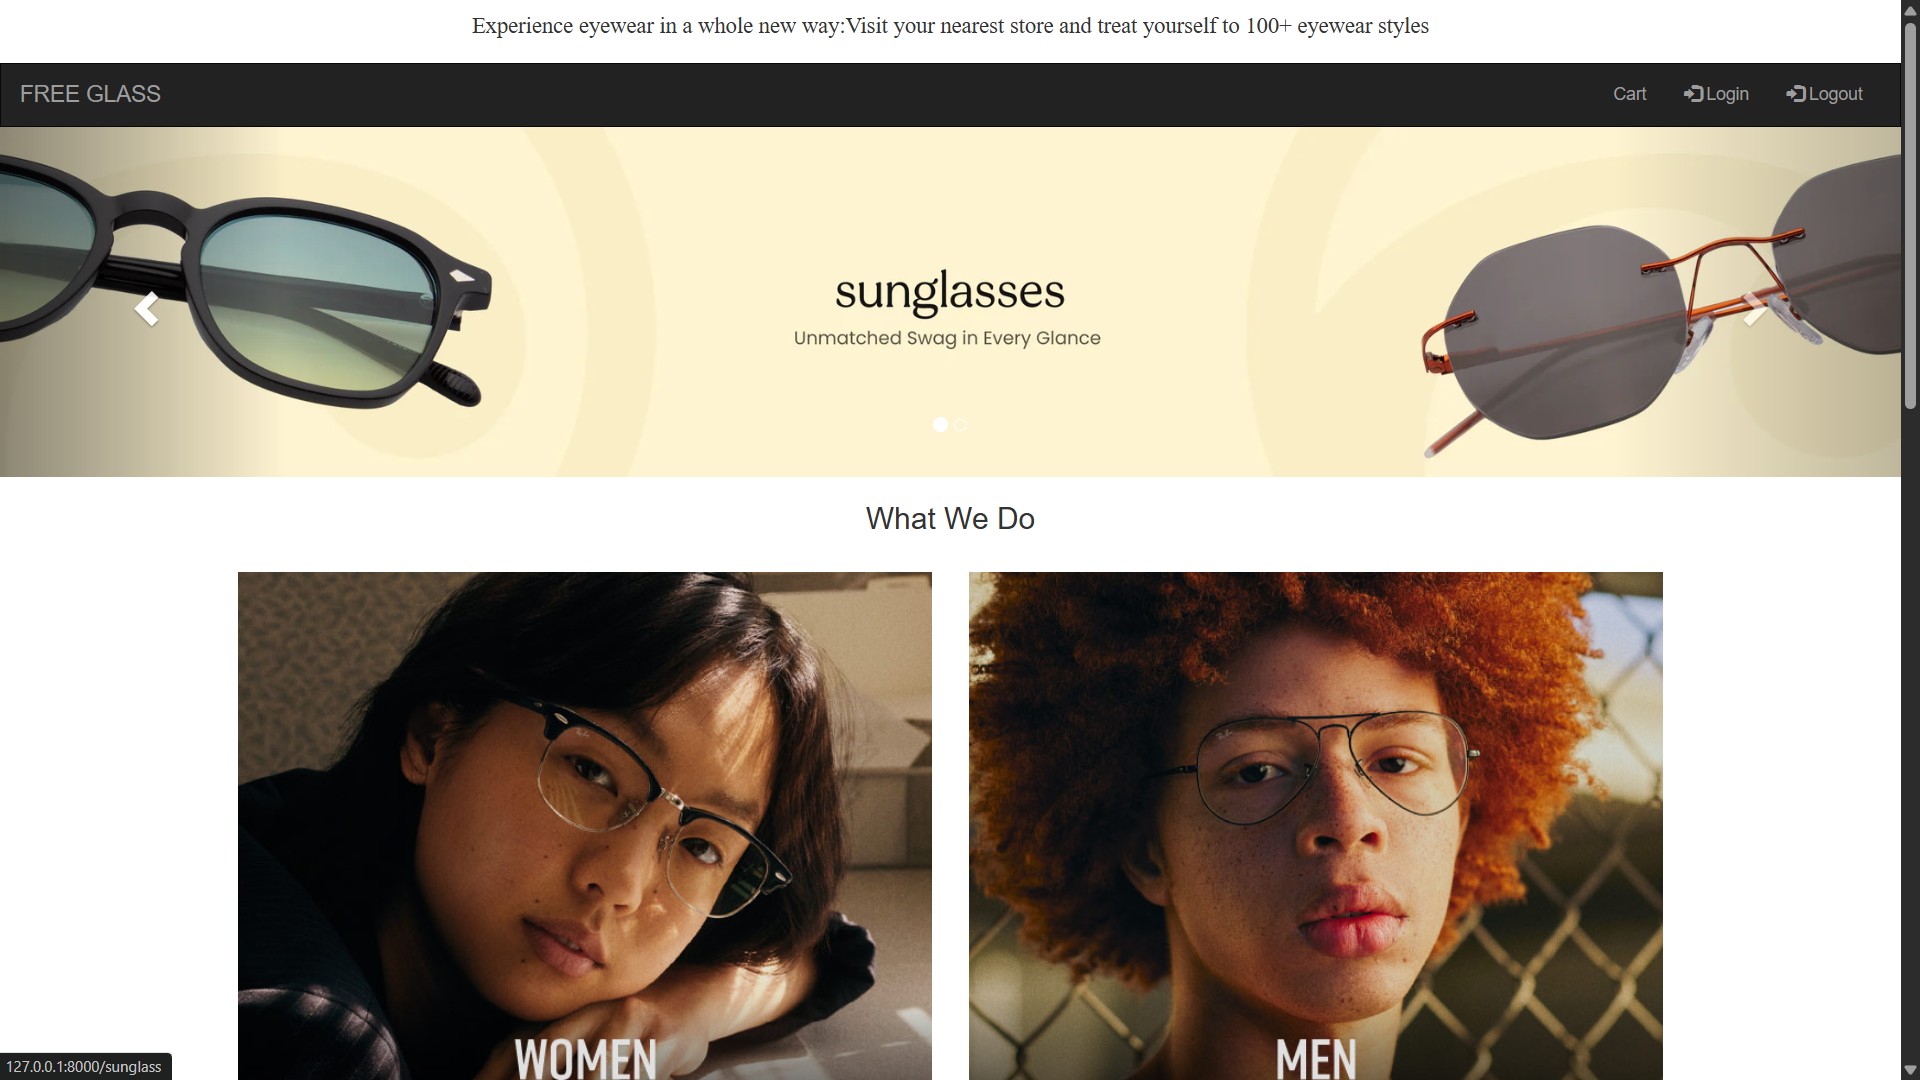 Experience eyewear in a whole new way:Visit your nearest store and treat yourself to 100+ eyewear styles
FREE GLASS
Cart
Login
Logout
sunglasses
Unmatched Swag in Every Glance
What We Do
WOMEN
MEN
127.0.0.1:8000/sunglass